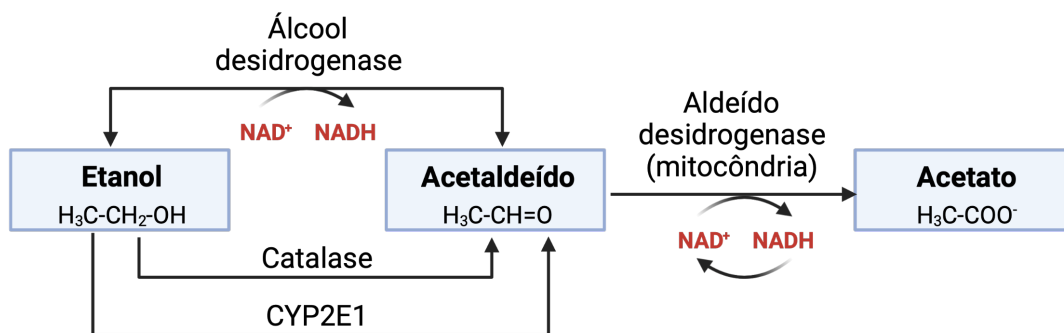 Álcool
desidrogenase
NAD⁺ NADH
Aldeído
desidrogenase
(mitocôndria)
Etanol
H₃C-CH₂-OH
Acetaldeído
H₃C-CH=O
Acetato
H₃C-COO⁻
NAD⁺ NADH
Catalase
CYP2E1